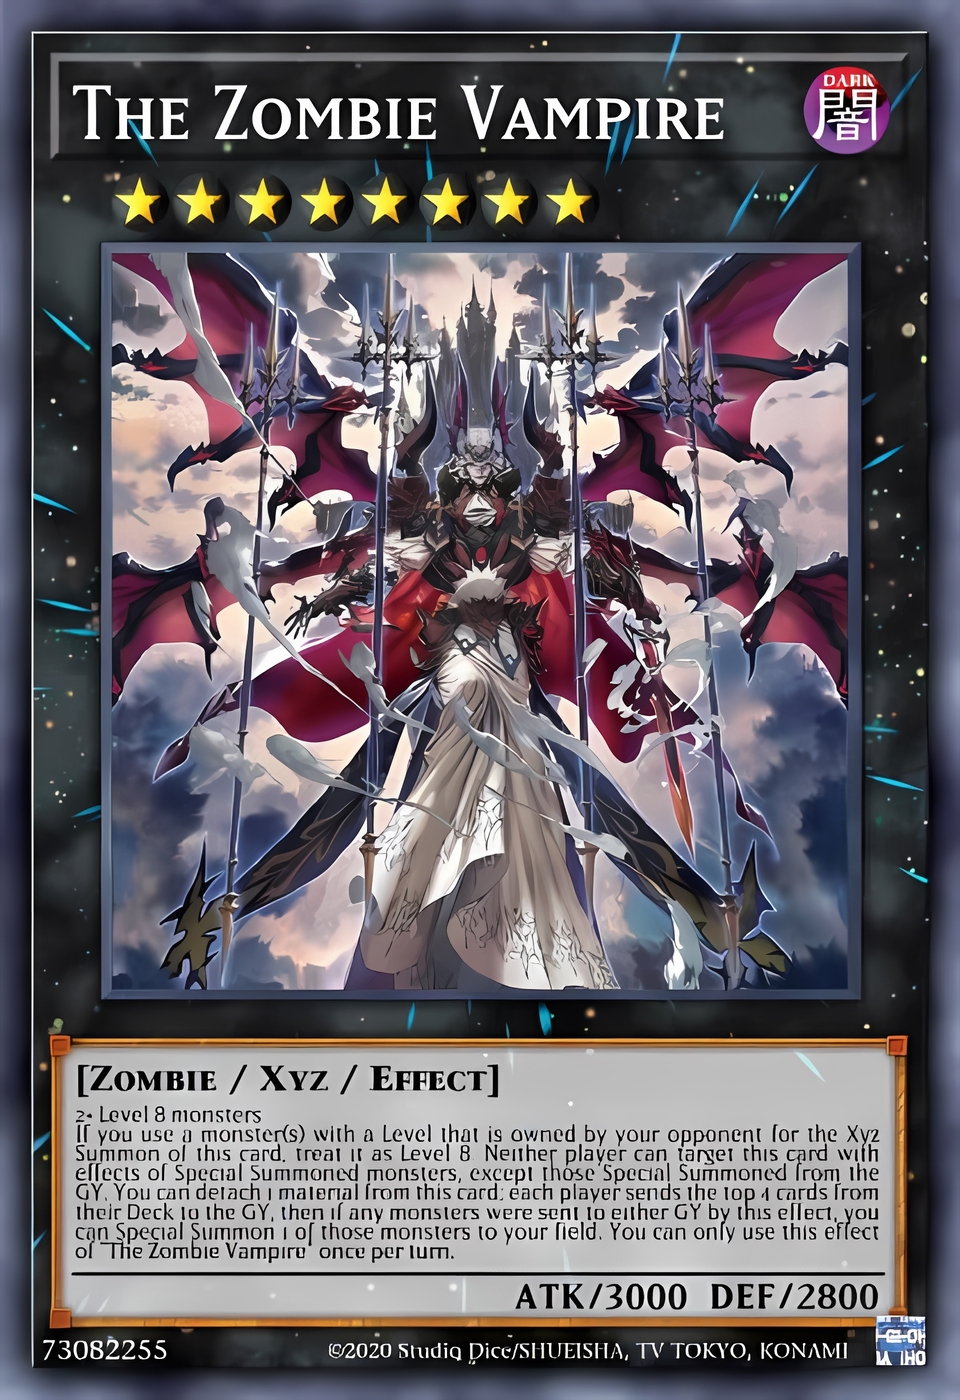 THE ZOMBIE VAMPIRE
DARK
闇
[ZOMBIE / XYZ / EFFECT]
2+ Level 8 monsters
If you use a monster(s) with a Level that is owned by your opponent for the Xyz
Summon of this card, treat it as Level 8. Neither player can target this card with
effects of Special Summoned monsters, except those Special Summoned from the
GY. You can detach 1 material from this card; each player sends the top 4 cards from
their Deck to the GY, then if any monsters were sent to either GY by this effect, you
can Special Summon 1 of those monsters to your field. You can only use this effect
of "The Zombie Vampire" once per turn.
ATK/3000 DEF/2800
73082255
©2020 Studio Dice/SHUEISHA, TV TOKYO, KONAMI